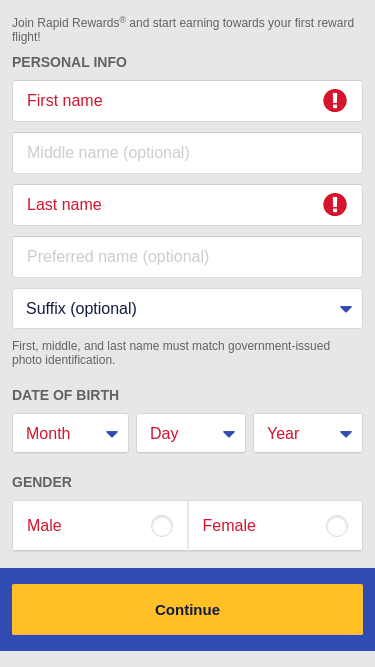 Join Rapid Rewards® and start earning towards your first reward
flight!
PERSONAL INFO
First name
Middle name (optional)
Last name
Preferred name (optional)
Suffix (optional)
First, middle, and last name must match government-issued
photo identification.
DATE OF BIRTH
Month Day Year
GENDER
Male Female
Continue